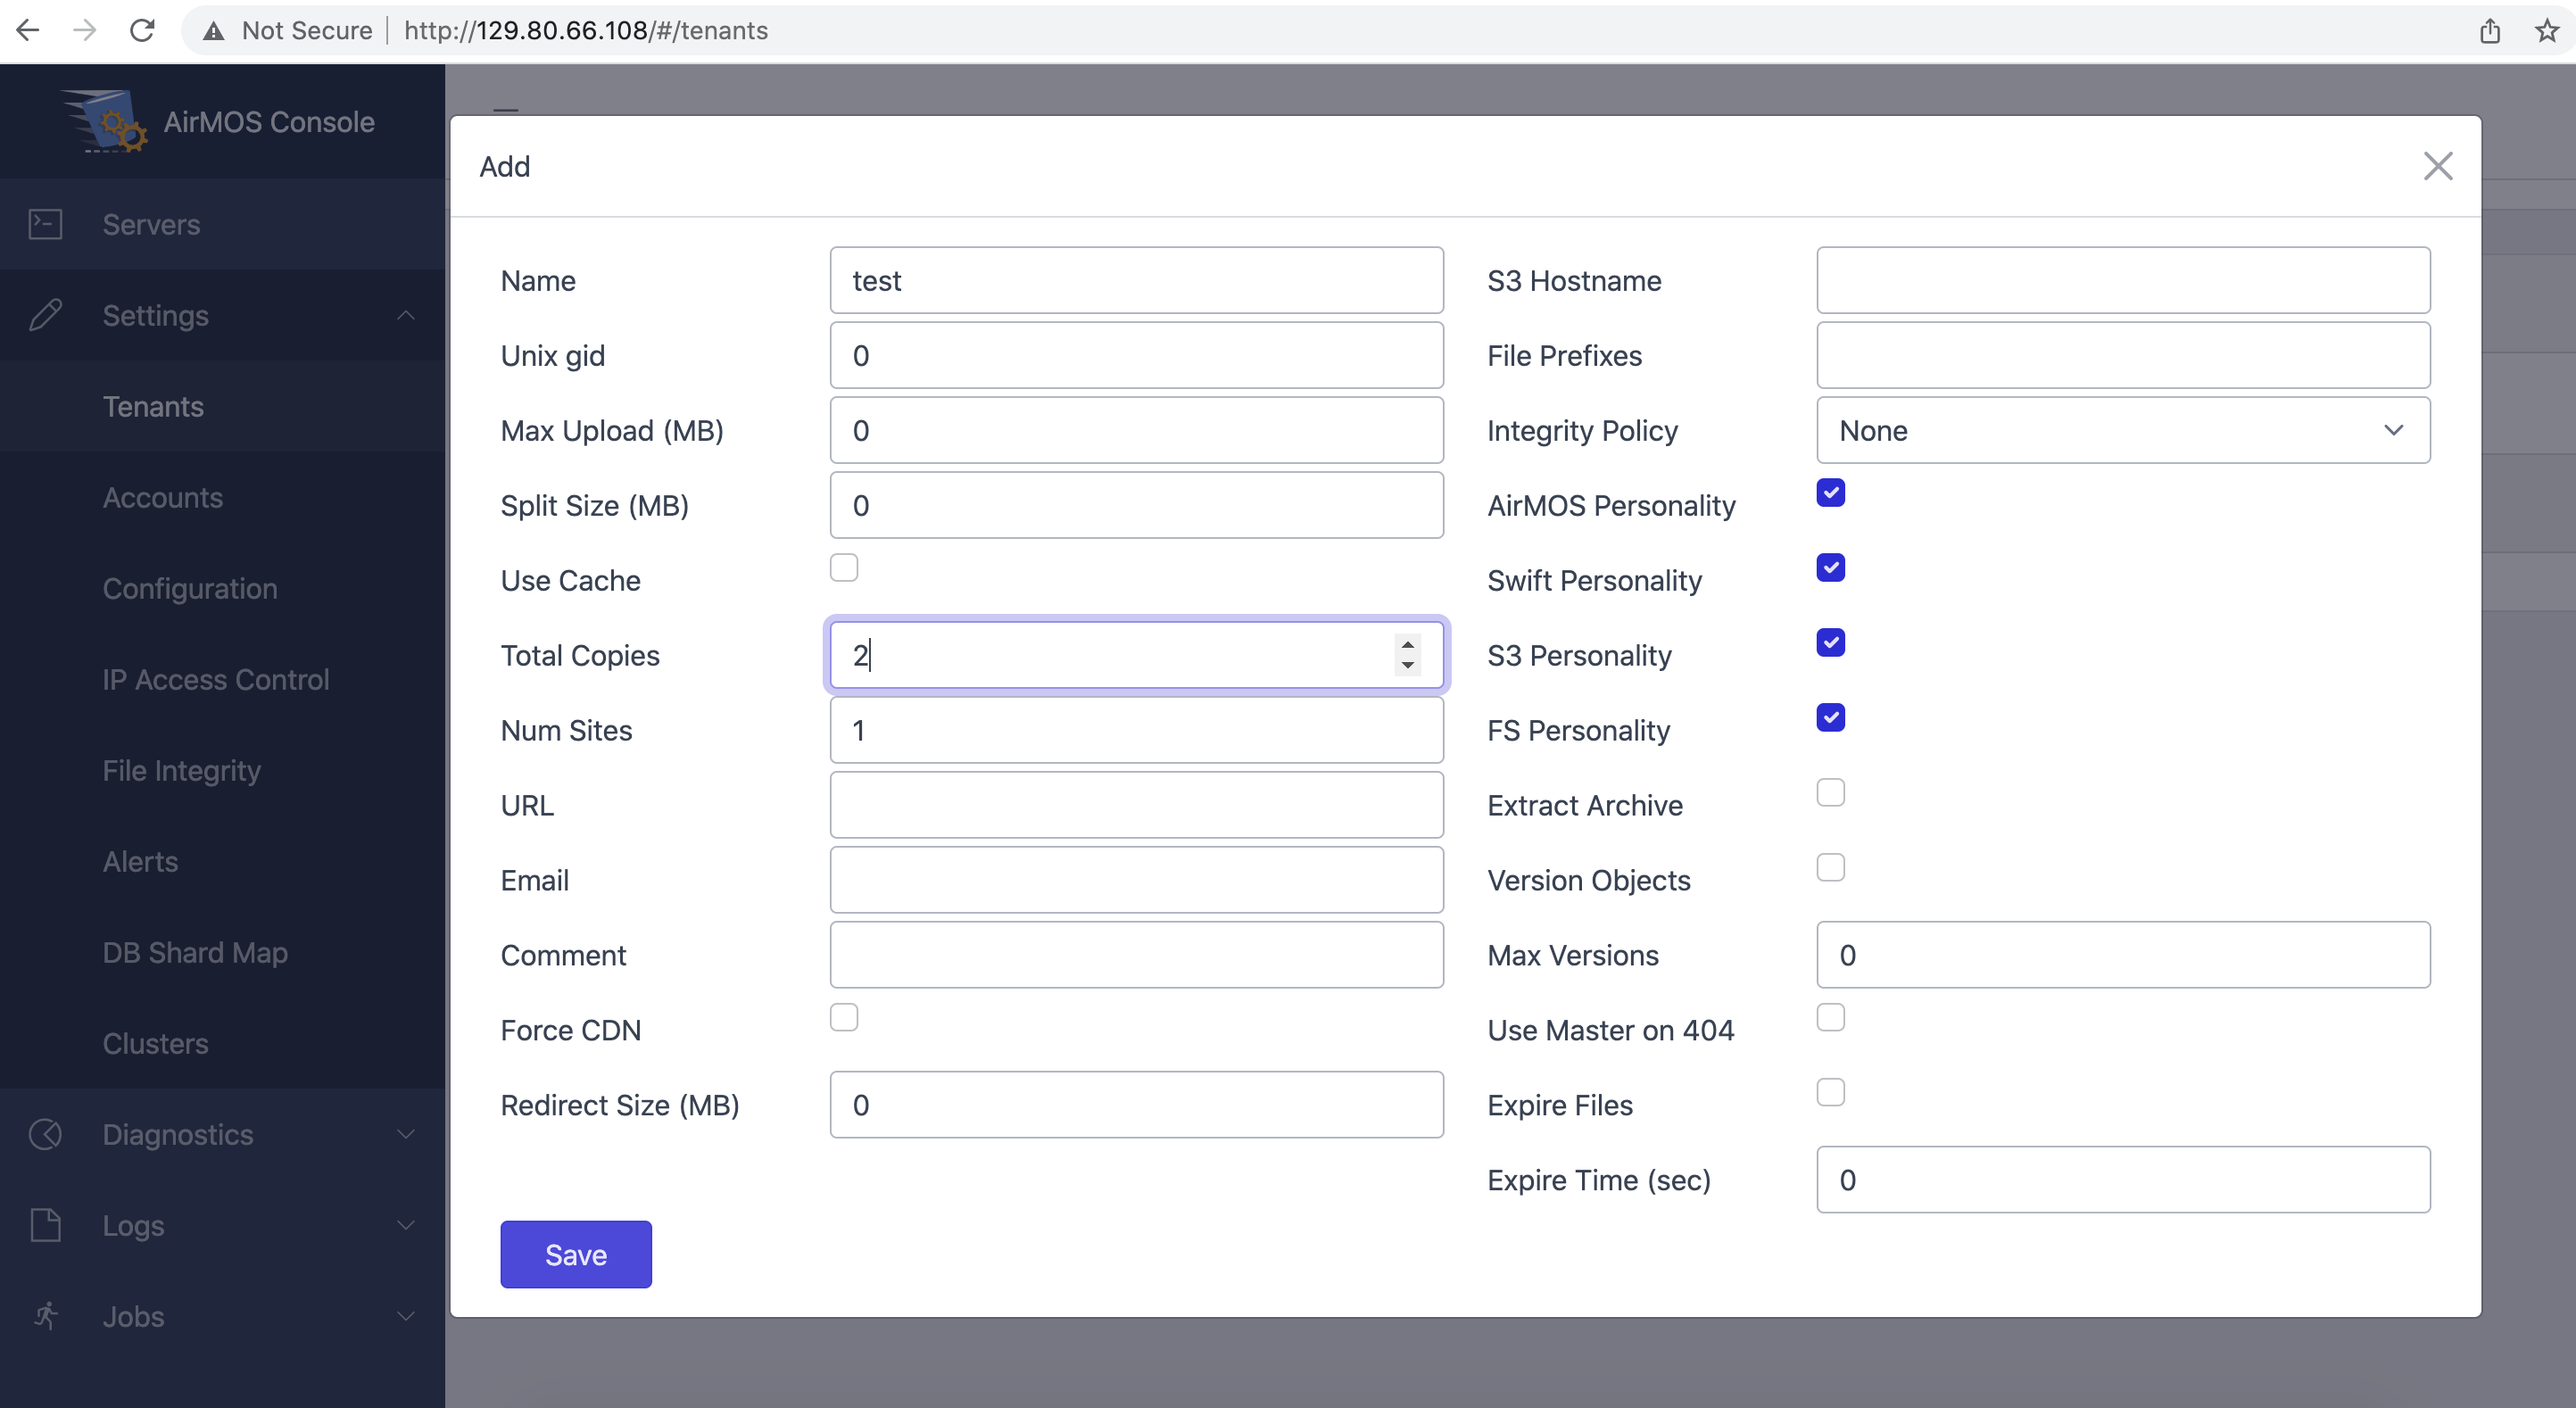 Not Secure | http://129.80.66.108/#/tenants
AirMOS Console
Servers
Settings
Tenants
Accounts
Configuration
IP Access Control
File Integrity
Alerts
DB Shard Map
Clusters
Diagnostics
Logs
Jobs
Add
Name test
Unix gid 0
Max Upload (MB) 0
Split Size (MB) 0
Use Cache
Total Copies 2
Num Sites 1
URL
Email
Comment
Force CDN
Redirect Size (MB) 0
S3 Hostname
File Prefixes
Integrity Policy None
AirMOS Personality
Swift Personality
S3 Personality
FS Personality
Extract Archive
Version Objects
Max Versions 0
Use Master on 404
Expire Files
Expire Time (sec) 0
Save